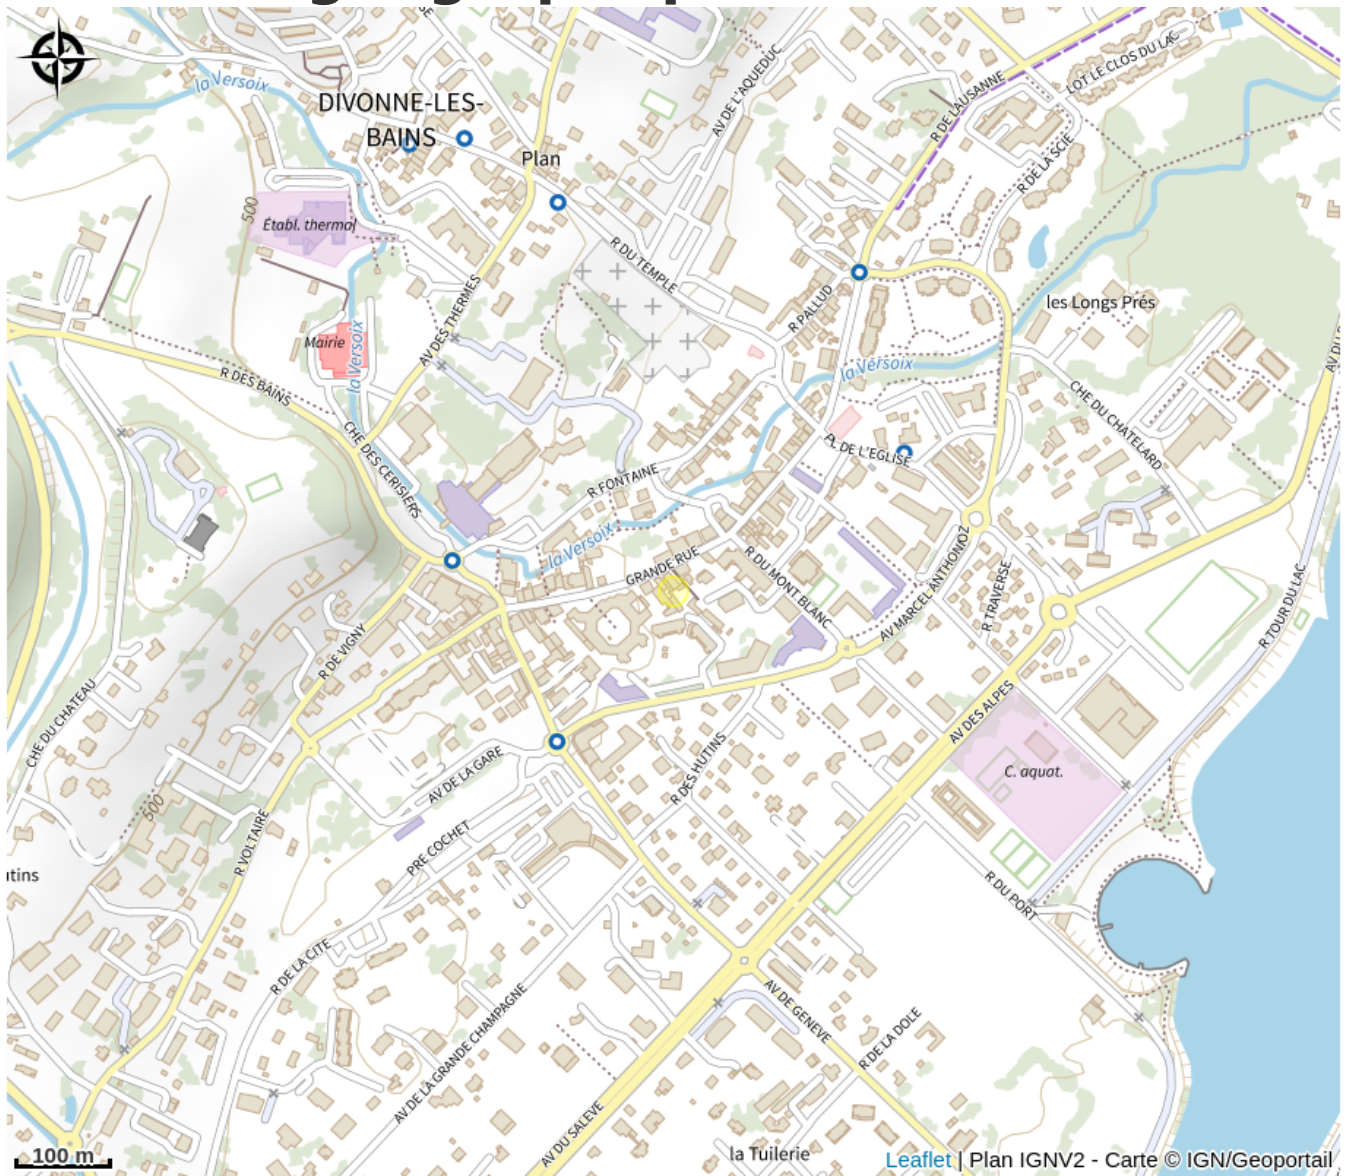 la Versoix
DIVONNE-LES-
BAINS
Plan
AV DE L'AQUEDUC
R DE LAUSANNE
LOT LE CLOS DU LAC
R DE LA SCIE
500
Établ. thermal
R DU TEMPLE
R PALLUD
les Longs Prés
AV DES THERMES
Mairie
la Versoix
la Versoix
R DES BAINS
CHE DES CERISIERS
CHE DU CHATELARD
PL DE L'EGLISE
R FONTAINE
la Versoix
GRANDE RUE
R DU MONT BLANC
AV MARCEL ANTHONIOZ
R TRAVERSE
R TOUR DU LAC
R DE VIGNY
CHE DU CHATEAU
AV DES ALPES
AV DE LA GARE
R DES HUTINS
C. aquat.
500
R VOLTAIRE
PRE COCHET
utins
R DU PORT
R DE LA CITE
AV DE LA GRANDE CHAMPAGNE
AV DE GENEVE
R DE LA DOLE
AV DU SALEVE
la Tuilerie
100 m
Leaflet | Plan IGNV2 - Carte © IGN/Geoportail